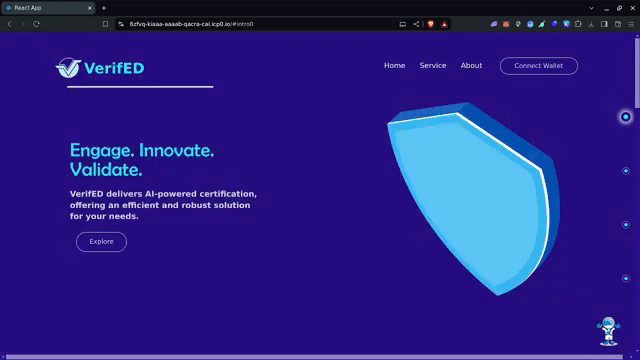 React App
6zfvq-kiaaa-aaaab-qacra-cai.icp0.io/#intro0
VerifED
Home Service About Connect Wallet
Engage. Innovate.
Validate.
VerifED delivers AI-powered certification,
offering an efficient and robust solution
for your needs.
Explore